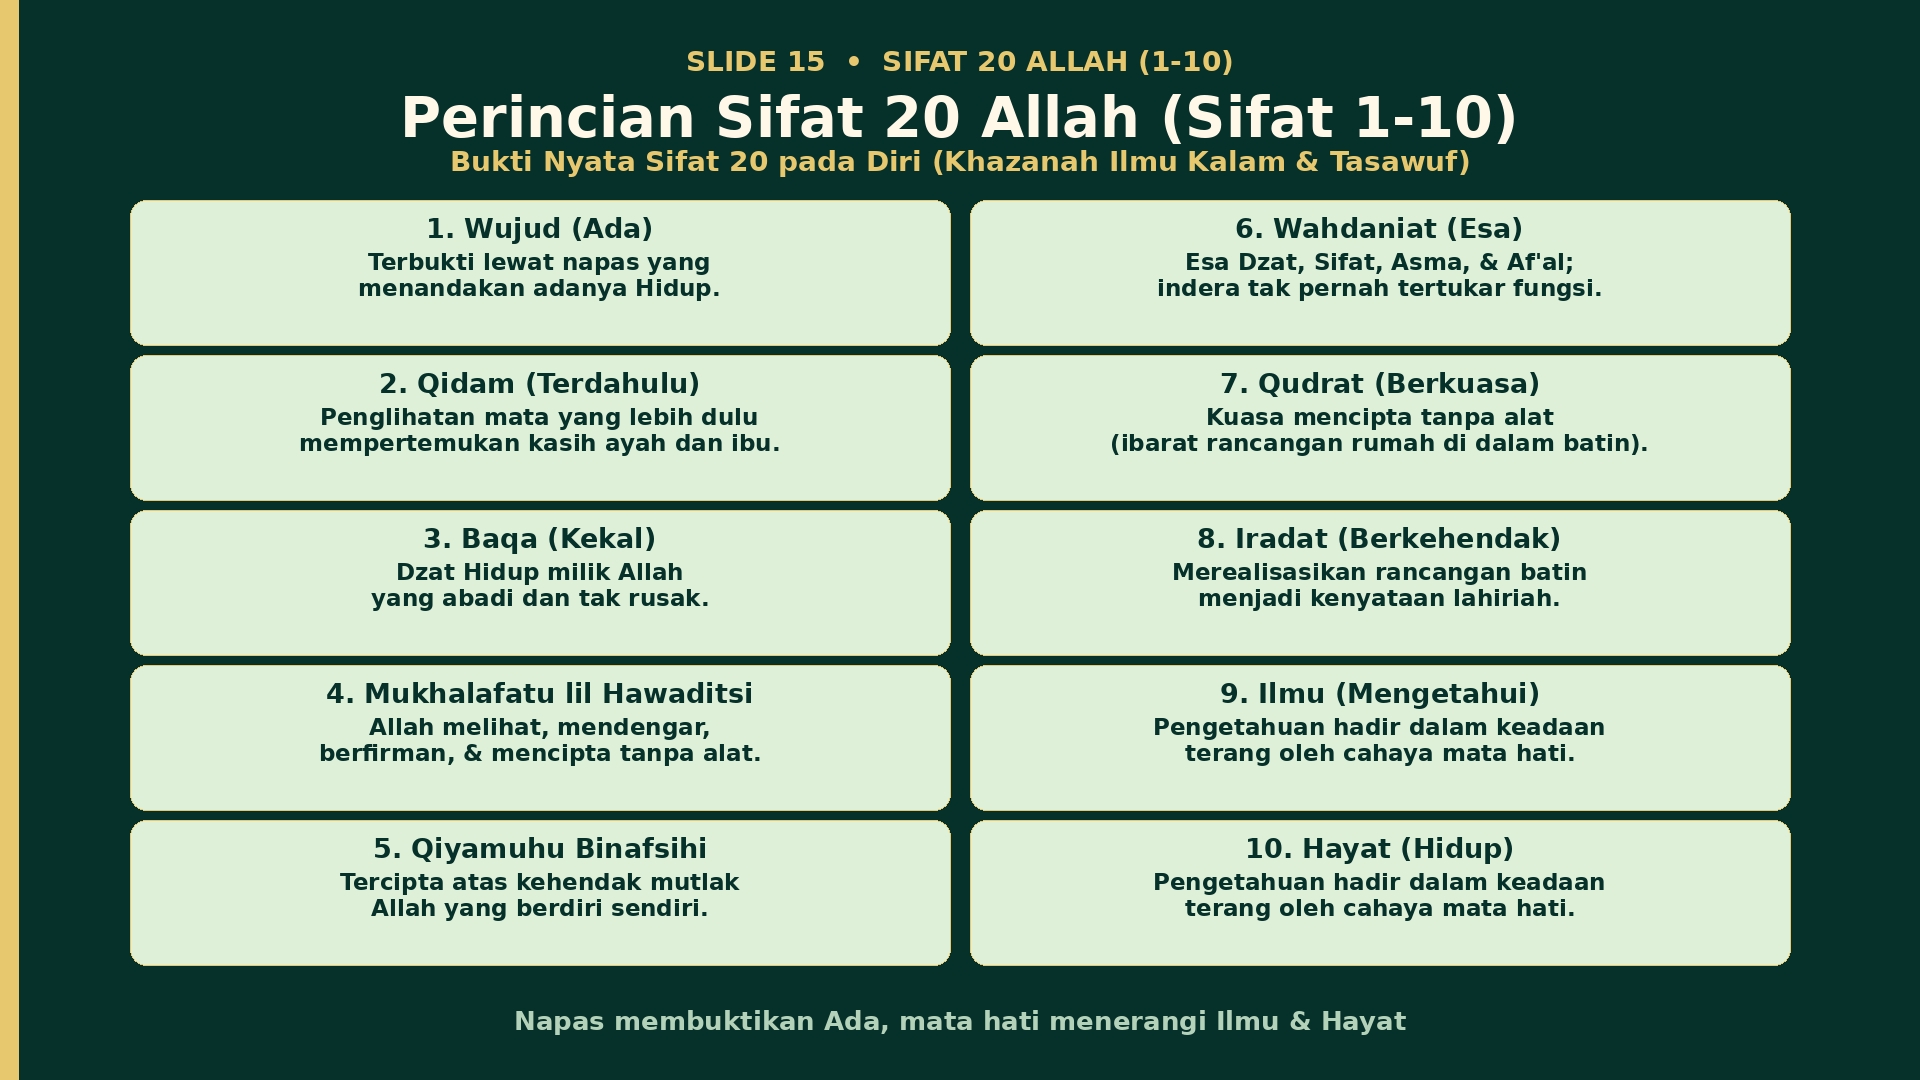 SLIDE 15 • SIFAT 20 ALLAH (1-10)
Perincian Sifat 20 Allah (Sifat 1-10)
Bukti Nyata Sifat 20 pada Diri (Khazanah Ilmu Kalam & Tasawuf)
1. Wujud (Ada)
Terbukti lewat napas yang
menandakan adanya Hidup.
2. Qidam (Terdahulu)
Penglihatan mata yang lebih dulu
mempertemukan kasih ayah dan ibu.
3. Baqa (Kekal)
Dzat Hidup milik Allah
yang abadi dan tak rusak.
4. Mukhalafatu lil Hawaditsi
Allah melihat, mendengar,
berfirman, & mencipta tanpa alat.
5. Qiyamuhu Binafsihi
Tercipta atas kehendak mutlak
Allah yang berdiri sendiri.
6. Wahdaniat (Esa)
Esa Dzat, Sifat, Asma, & Af'al;
indera tak pernah tertukar fungsi.
7. Qudrat (Berkuasa)
Kuasa mencipta tanpa alat
(ibarat rancangan rumah di dalam batin).
8. Iradat (Berkehendak)
Merealisasikan rancangan batin
menjadi kenyataan lahiriah.
9. Ilmu (Mengetahui)
Pengetahuan hadir dalam keadaan
terang oleh cahaya mata hati.
10. Hayat (Hidup)
Pengetahuan hadir dalam keadaan
terang oleh cahaya mata hati.
Napas membuktikan Ada, mata hati menerangi Ilmu & Hayat